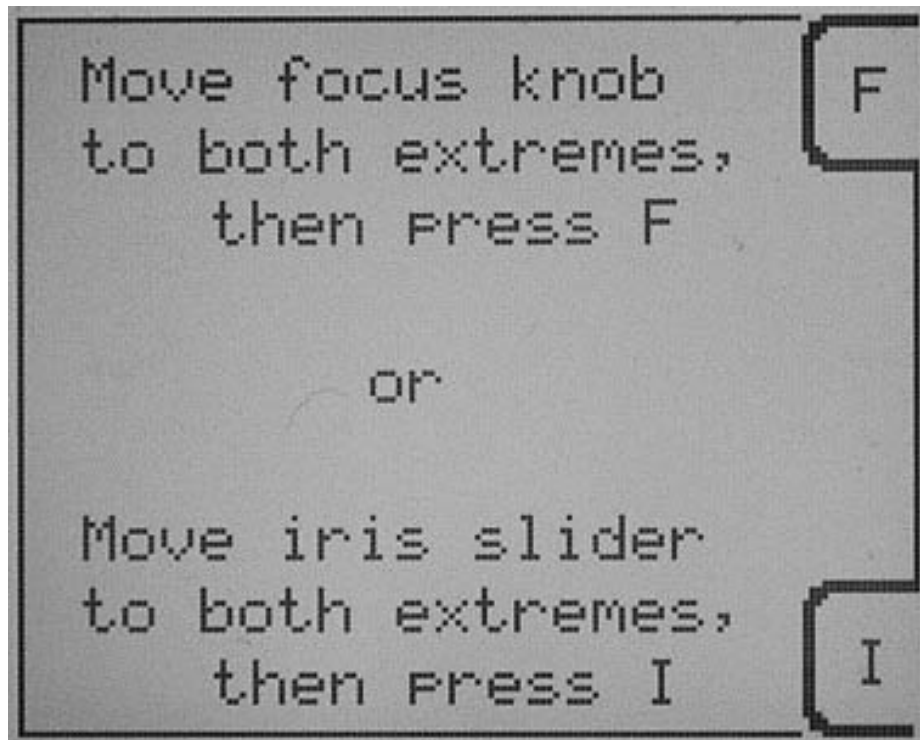 Move focus knob
to both extremes,
then press F
F
or
Move iris slider
to both extremes,
then press I
I